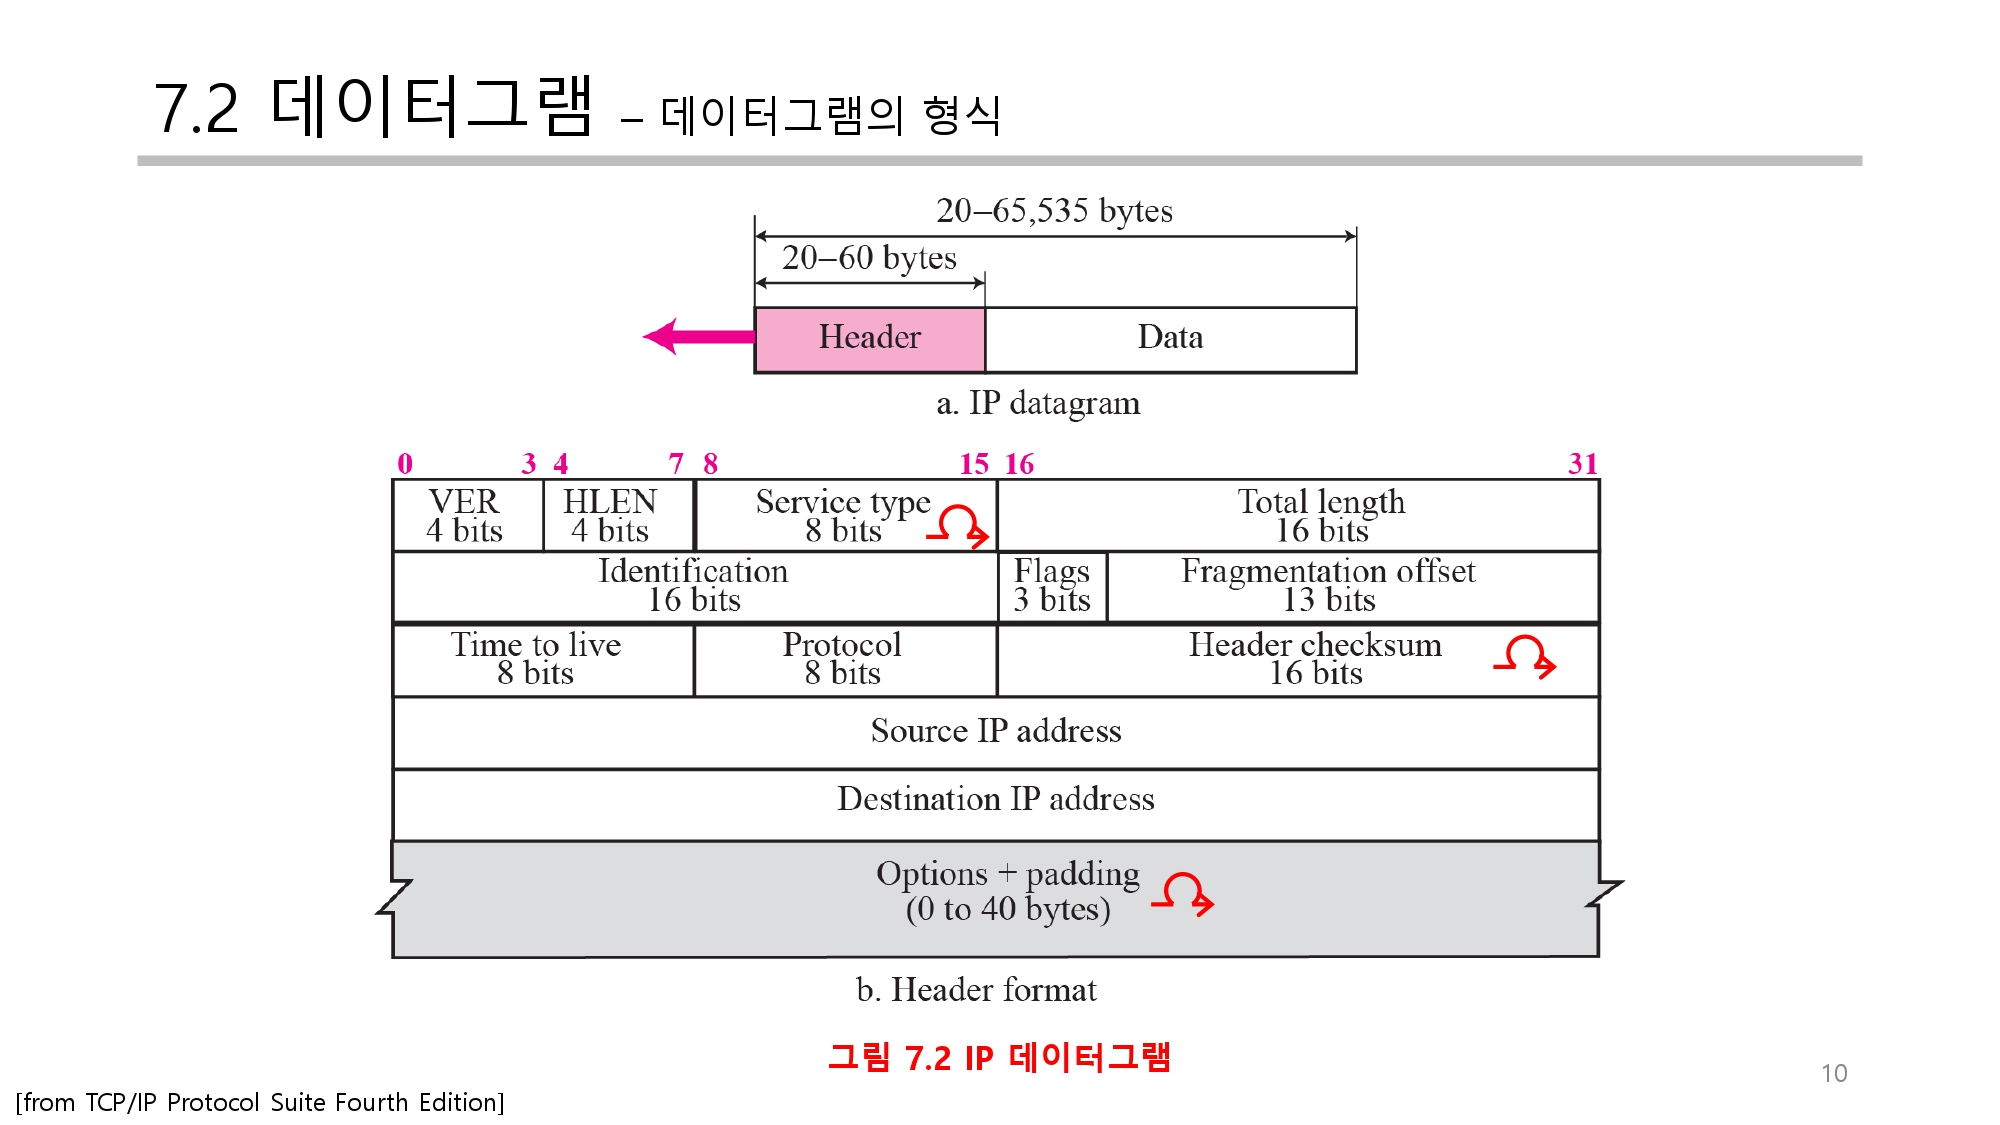 7.2 데이터그램 – 데이터그램의 형식
20–65,535 bytes
20–60 bytes
Header
Data
a. IP datagram
0 3 4 7 8 15 16 31
VER
4 bits
HLEN
4 bits
Service type
8 bits
Total length
16 bits
Identification
16 bits
Flags
3 bits
Fragmentation offset
13 bits
Time to live
8 bits
Protocol
8 bits
Header checksum
16 bits
Source IP address
Destination IP address
Options + padding
(0 to 40 bytes)
b. Header format
그림 7.2 IP 데이터그램
10
[from TCP/IP Protocol Suite Fourth Edition]